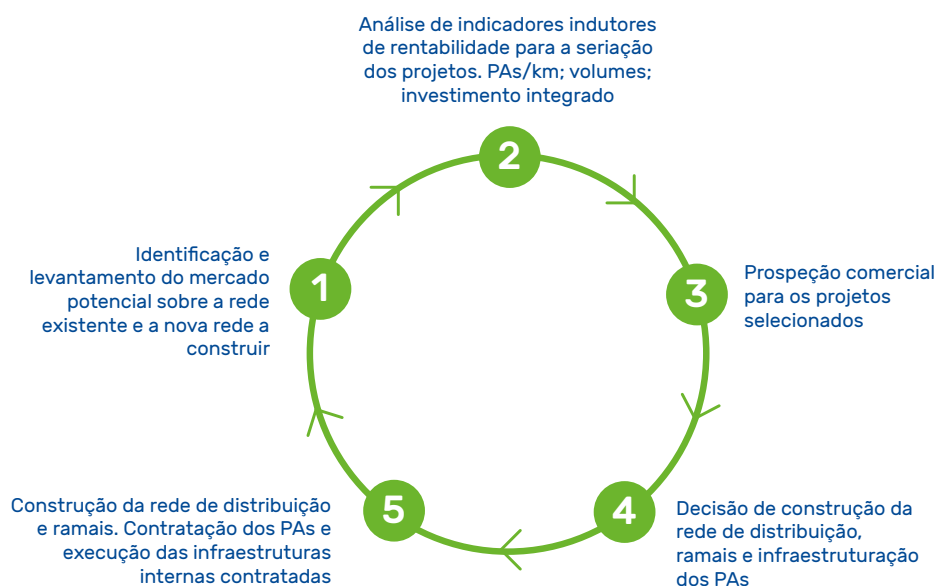 Análise de indicadores indutores
de rentabilidade para a seriação
dos projetos. PAs/km; volumes;
investimento integrado
2
Identificação e
levantamento do mercado
potencial sobre a rede
existente e a nova rede a
construir
1
3
Prospeção comercial
para os projetos
selecionados
Construção da rede de distribuição
e ramais. Contratação dos PAs e
execução das infraestruturas
internas contratadas
5
4
Decisão de construção da
rede de distribuição,
ramais e infraestruturação
dos PAs